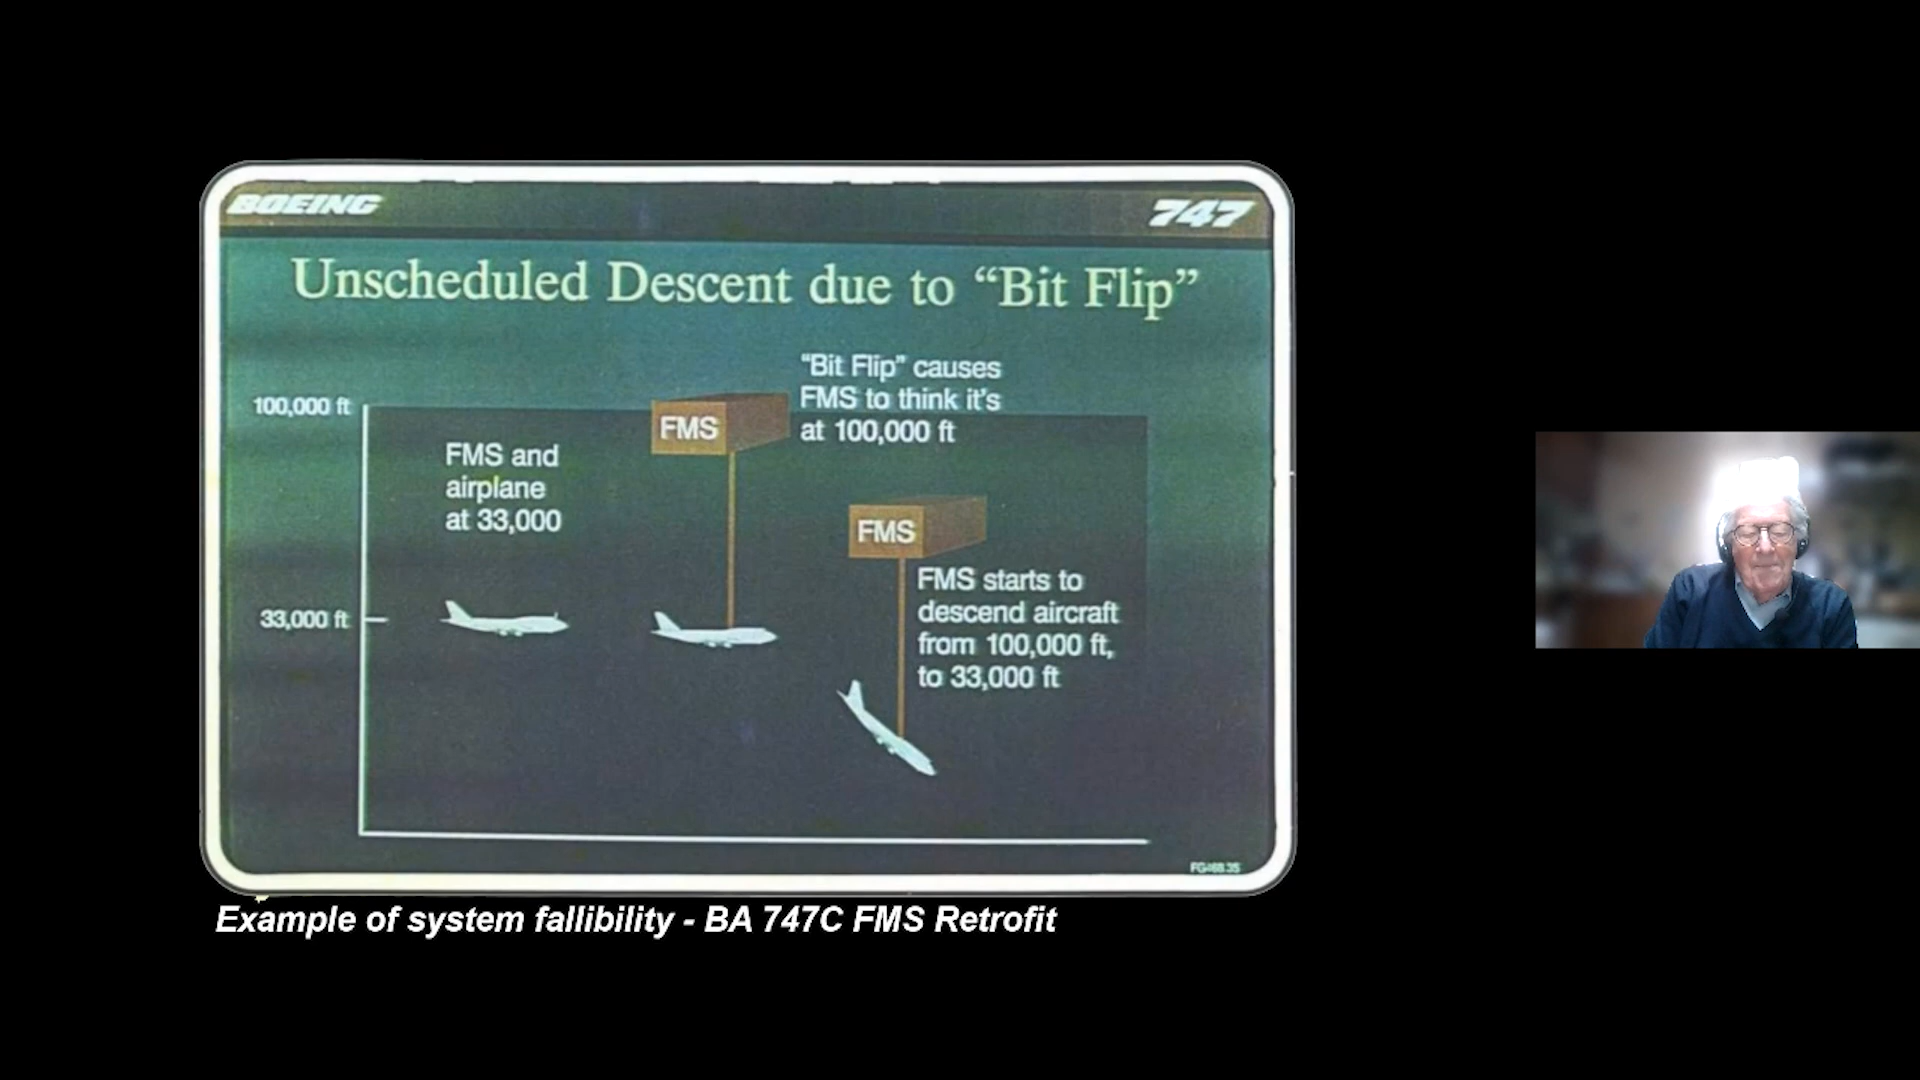 BOEING
747
Unscheduled Descent due to “Bit Flip”
“Bit Flip” causes
FMS to think it's
at 100,000 ft
100,000 ft
FMS
FMS and
airplane
at 33,000
FMS
FMS starts to
descend aircraft
from 100,000 ft,
to 33,000 ft
33,000 ft
Example of system fallibility - BA 747C FMS Retrofit